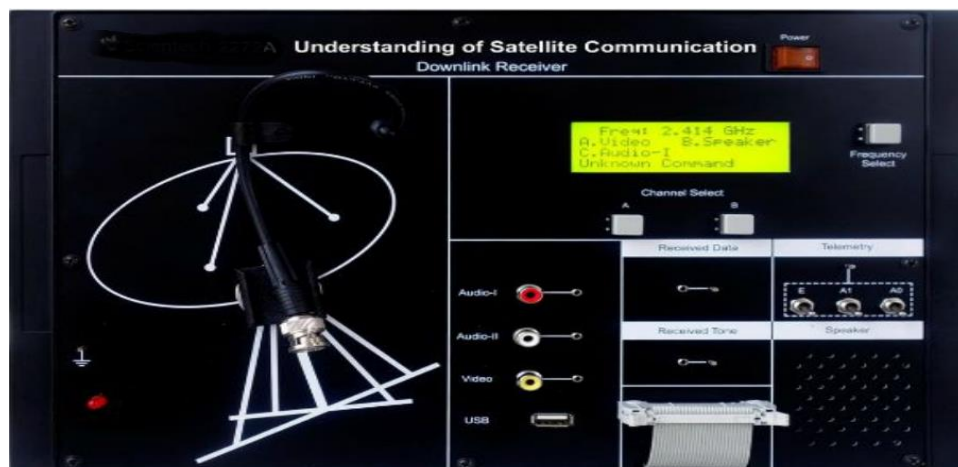 A Understanding of Satellite Communication
Power
Downlink Receiver
Freq: 2.414 GHz
A.Video B.Speaker
C.Audio-I
Unknown Command
Frequency
Select
Channel Select
A B
Received Data
Telemetry
E A1 A0
Audio-I
Audio-II
Received Tone
Speaker
Video
USB